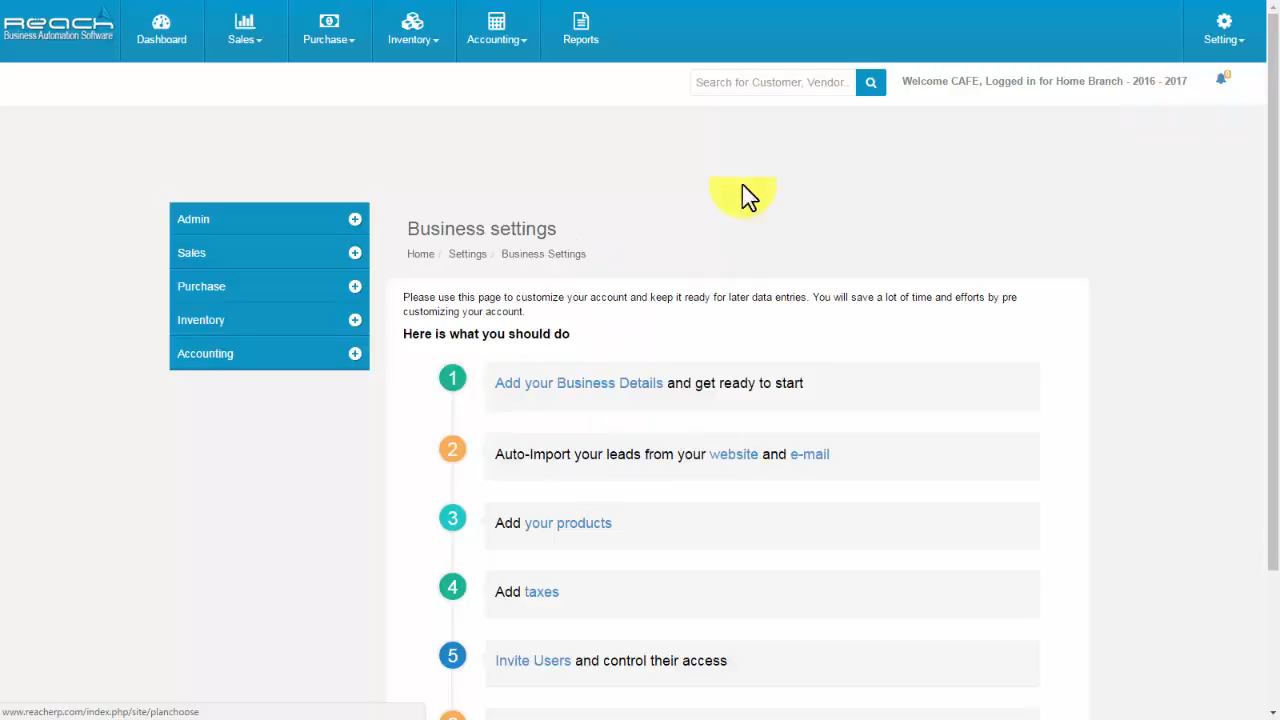 REACH
Business Automation Software
Dashboard
Sales
Purchase
Inventory
Accounting
Reports
Setting
Search for Customer, Vendor..
Welcome CAFE, Logged in for Home Branch - 2016 - 2017
0
Admin
Sales
Purchase
Inventory
Accounting
Business settings
Home / Settings / Business Settings
Please use this page to customize your account and keep it ready for later data entries. You will save a lot of time and efforts by pre
customizing your account.
Here is what you should do
1 Add your Business Details and get ready to start
2 Auto-Import your leads from your website and e-mail
3 Add your products
4 Add taxes
5 Invite Users and control their access
www.reacherp.com/index.php/site/planchoose